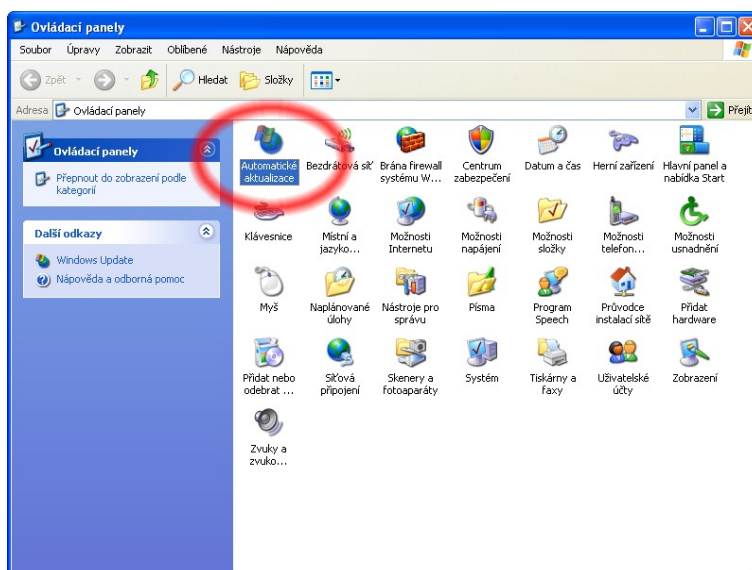 Ovládací panely
Soubor Úpravy Zobrazit Oblíbené Nástroje Nápověda
Zpět Hledat Složky
Adresa Ovládací panely Přejít
Ovládací panely
Přepnout do zobrazení podle
kategorií
Další odkazy
Windows Update
Nápověda a odborná pomoc
Automatické
aktualizace
Bezdrátová síť
Brána firewall
systému W...
Centrum
zabezpečení
Datum a čas
Herní zařízení
Hlavní panel a
nabídka Start
Klávesnice
Místní a
jazyko...
Možnosti
Internetu
Možnosti
napájení
Možnosti
složky
Možnosti
telefon...
Možnosti
usnadnění
Myš
Naplánované
úlohy
Nástroje pro
správu
Písma
Program
Speech
Průvodce
instalací sítě
Přidat
hardware
Přidat nebo
odebrat ...
Síťová
připojení
Skenery a
fotoaparáty
Systém
Tiskárny a
faxy
Uživatelské
účty
Zobrazení
Zvuky a
zvuko...